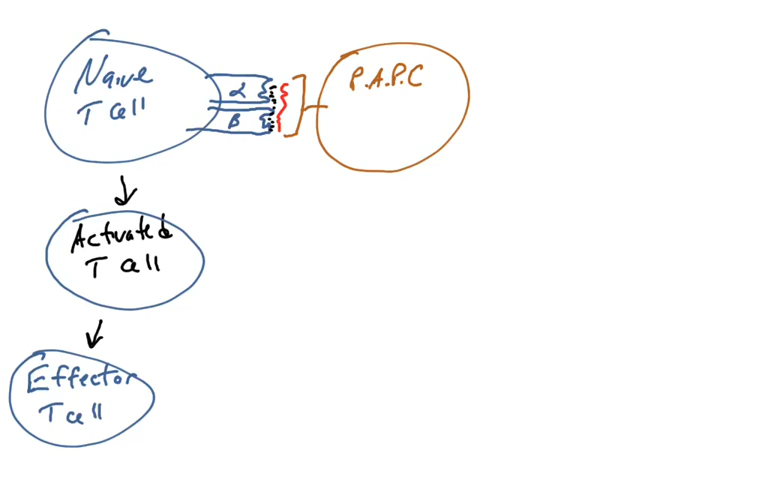 Naive
T Cell
α
β
P.A.P.C
Activated
T Cell
Effector
T Cell